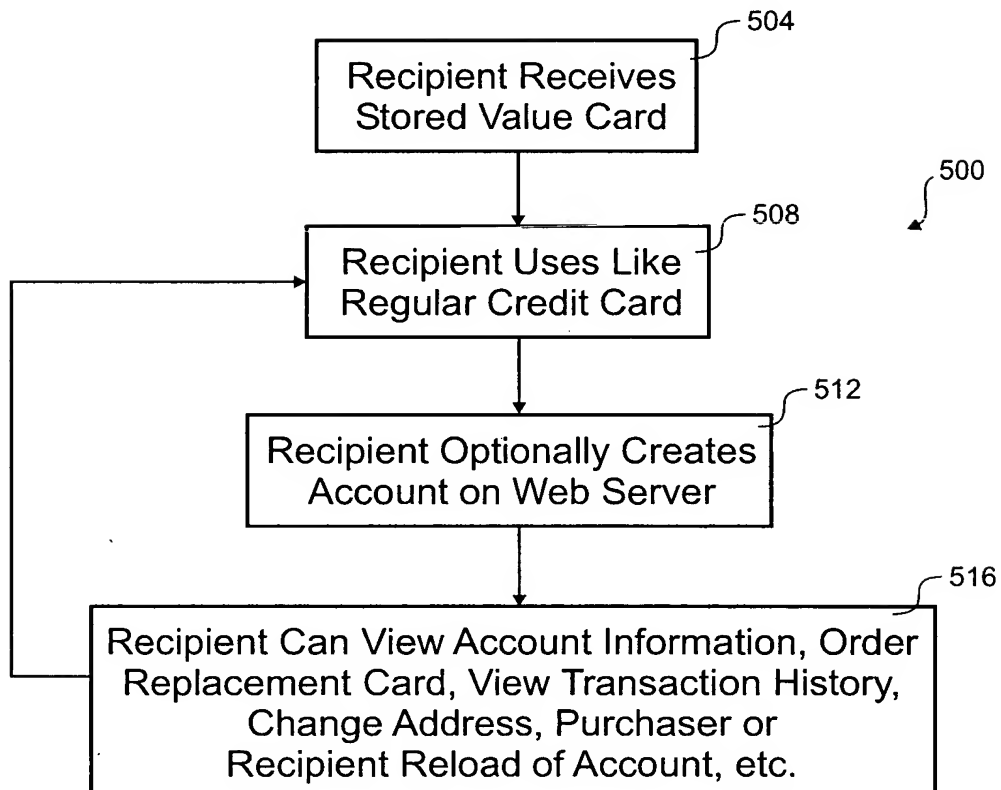 504
Recipient Receives
Stored Value Card
500
508
Recipient Uses Like
Regular Credit Card
512
Recipient Optionally Creates
Account on Web Server
516
Recipient Can View Account Information, Order
Replacement Card, View Transaction History,
Change Address, Purchaser or
Recipient Reload of Account, etc.